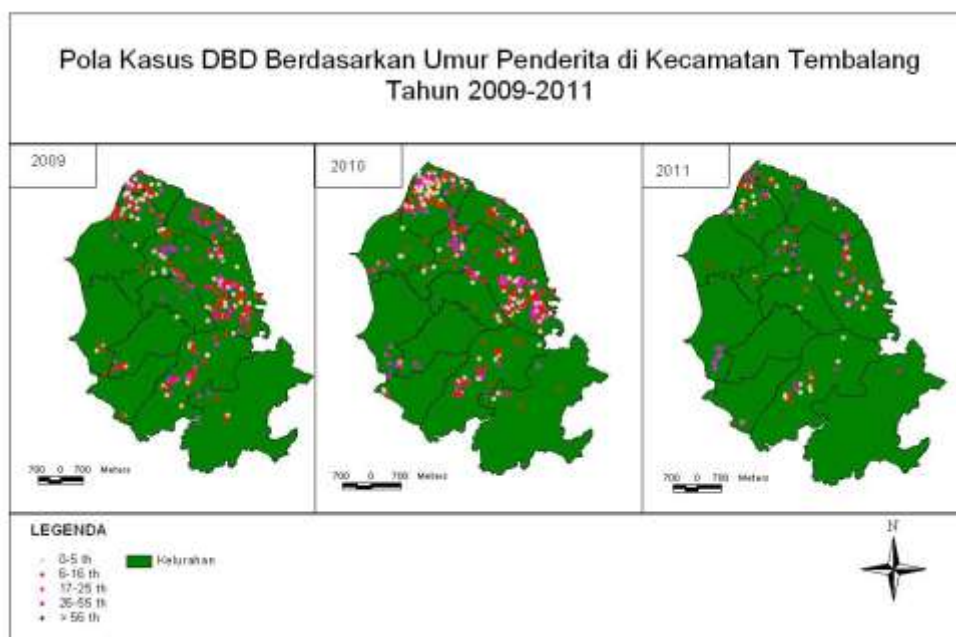 Pola Kasus DBD Berdasarkan Umur Penderita di Kecamatan Tembalang
Tahun 2009-2011
2009
2010
2011
700 0 700 Meters
700 0 700 Meters
700 0 700 Meters
LEGENDA
0-5 th
6-16 th
17-25 th
26-55 th
> 56 th
Kelurahan
N